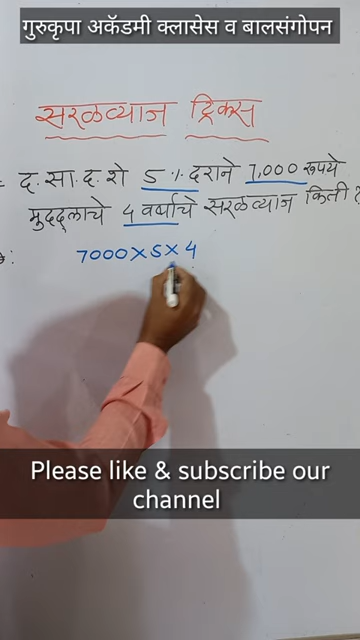 गुरुकृपा अकॅडमी क्लासेस व बालसंगोपन
सरळव्याज ट्रिक्स
द. सा. द. शे 5 % दराने 7,000 रुपये
मुद्दलाचे 4 वर्षाचे सरळव्याज किती ?
7000 × 5 × 4
Please like & subscribe our
channel